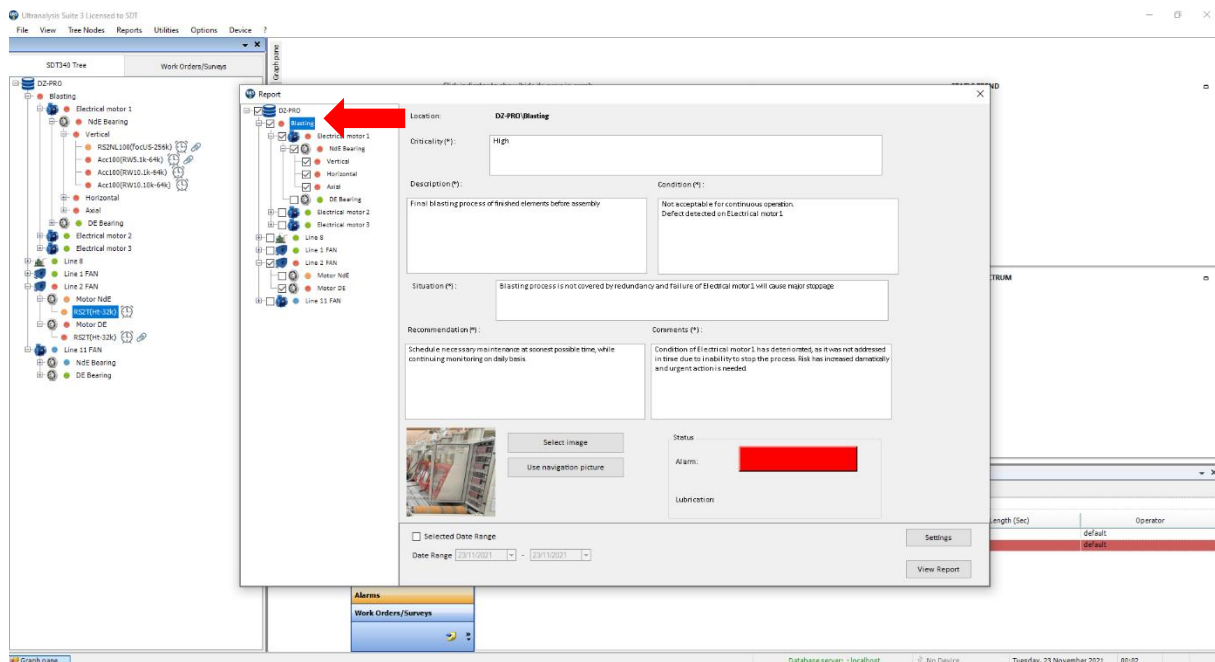 Ultranalysis Suite 3 Licensed to SDT
File View Tree Nodes Reports Utilities Options Device ?
Graph pane
SDT340 Tree
Work Orders/Surveys
DZ-PRO
Blasting
Electrical motor 1
NdE Bearing
Vertical
RS2NL100(focUS-256k)
Acc100(RW5.1k-64k)
Acc100(RW10.1k-64k)
Acc100(RW10.10k-64k)
Horizontal
Axial
DE Bearing
Electrical motor 2
Electrical motor 3
Line 8
Line 1 FAN
Line 2 FAN
Motor NdE
RS2T(Ht-32k)
Motor DE
RS2T(Ht-32k)
Line 11 FAN
NdE Bearing
DE Bearing
Report
DZ-PRO
Blasting
Electrical motor 1
NdE Bearing
Vertical
Horizontal
Axial
DE Bearing
Electrical motor 2
Electrical motor 3
Line 8
Line 1 FAN
Line 2 FAN
Motor NdE
Motor DE
Line 11 FAN
Location: DZ-PRO\Blasting
Criticality(*): High
Description(*):
Final blasting process of finished elements before assembly
Condition (*) :
Not acceptable for continuous operation.
Defect detected on ELectrical motor1
Situation (*) :
Blasting process is not covered by redundancy and failure of Electrical motor1 will cause major stoppage
Recommendation (*) :
Schedule necessary maintenance at soonest possible time, while
continuing monitoring on daily basis.
Comments (*) :
Condition of Electrical motor1 has deteriorated, as it was not addressed
in time due to inability to stop the process. Risk has increased damatically
and urgent action is needed.
Select image
Use navigation picture
Status
Alarm:
Lubrication:
Selected Date Range
Date Range 23/11/2021 - 23/11/2021
Settings
View Report
ND
TRUM
Length (Sec)
Operator
default
default
Alarms
Work Orders/Surveys
Graph pane
Database server: : localhost
No Device
Tuesday, 23 November 2021
00:02